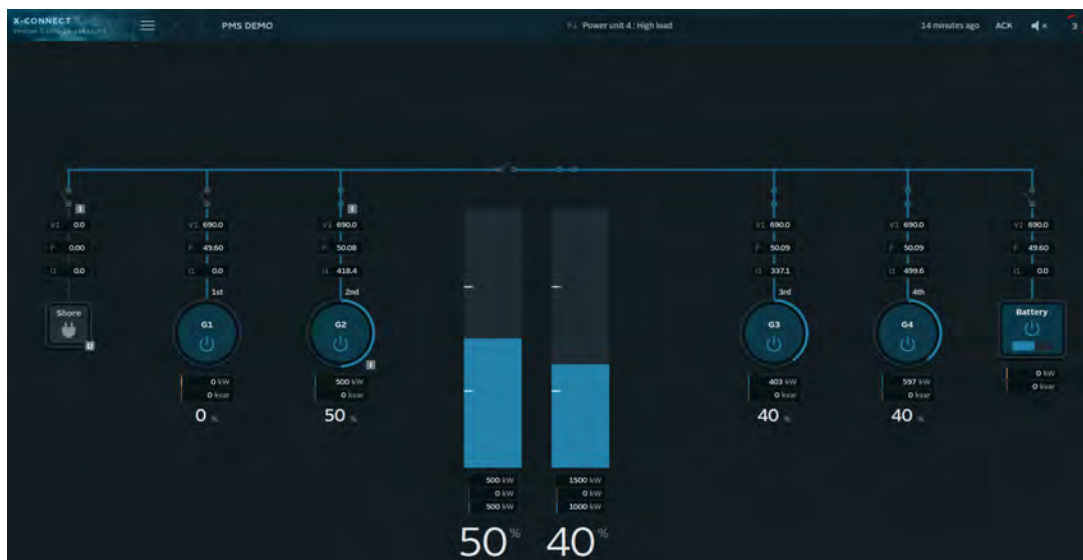 X-CONNECT
PMS DEMO
Power unit 4 : High load
14 minutes ago
ACK
3
I
I
V1 0.0
V1 690.0
V1 690.0
V1 690.0
V1 690.0
V1 690.0
F 0.00
F 49.60
F 50.08
F 50.09
F 50.09
F 49.60
I1 0.0
I1 0.0
I1 418.4
I1 337.1
I1 499.6
I1 0.0
1st
2nd
3rd
4th
Shore
G1
G2
G3
G4
Battery
U
I
0 kW
500 kW
403 kW
597 kW
0 kW
0 kvar
0 kvar
0 kvar
0 kvar
0 kvar
0 %
50 %
40 %
40 %
500 kW
1500 kW
0 kW
0 kW
500 kW
1000 kW
50 %
40 %